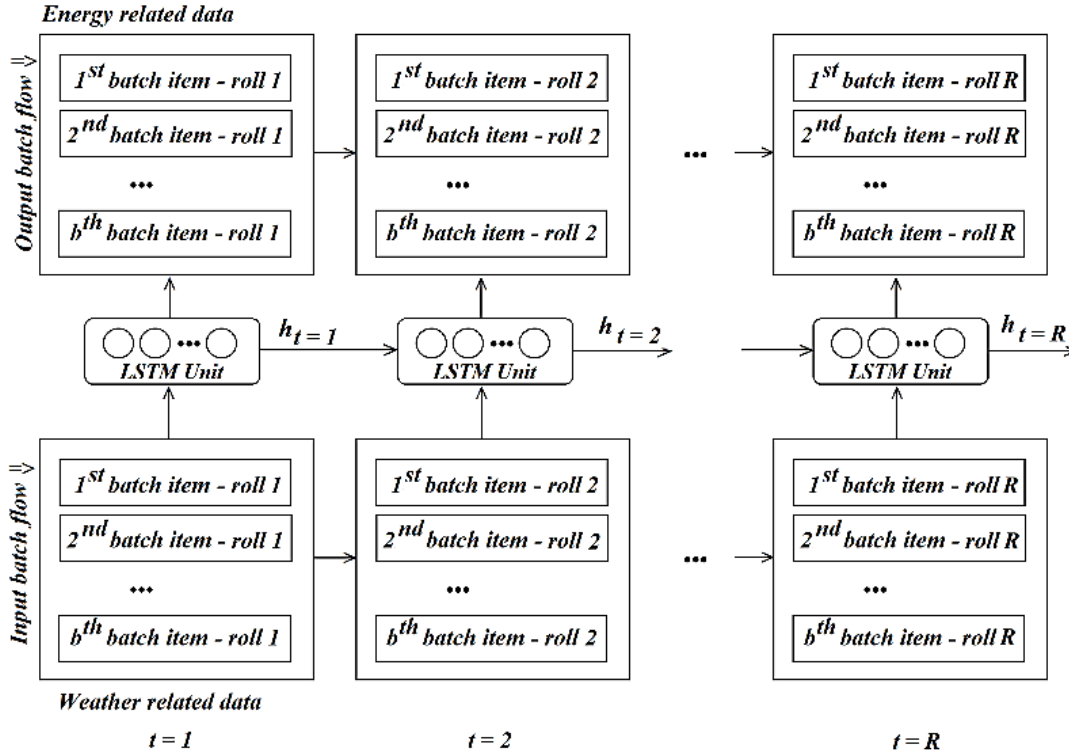 Energy related data
Output batch flow ⇒
1st batch item - roll 1
2nd batch item - roll 1
...
bth batch item - roll 1
1st batch item - roll 2
2nd batch item - roll 2
...
bth batch item - roll 2
...
1st batch item - roll R
2nd batch item - roll R
...
bth batch item - roll R
... LSTM Unit
h t = 1
... LSTM Unit
h t = 2
... LSTM Unit
h t = R
Input batch flow ⇒
1st batch item - roll 1
2nd batch item - roll 1
...
bth batch item - roll 1
1st batch item - roll 2
2nd batch item - roll 2
...
bth batch item - roll 2
...
1st batch item - roll R
2nd batch item - roll R
...
bth batch item - roll R
Weather related data
t = 1
t = 2
t = R